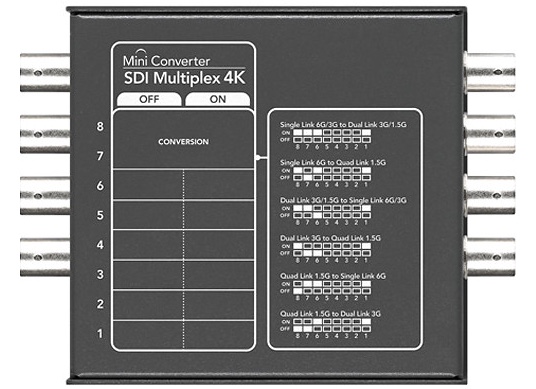 Mini Converter
SDI Multiplex 4K
OFF ON
8
CONVERSION
7
6
5
4
3
2
1
Single Link 6G/3G to Dual Link 3G/1.5G
ON
OFF
8 7 6 5 4 3 2 1
Single Link 6G to Quad Link 1.5G
ON
OFF
8 7 6 5 4 3 2 1
Dual Link 3G/1.5G to Single Link 6G/3G
ON
OFF
8 7 6 5 4 3 2 1
Dual Link 3G to Quad Link 1.5G
ON
OFF
8 7 6 5 4 3 2 1
Quad Link 1.5G to Single Link 6G
ON
OFF
8 7 6 5 4 3 2 1
Quad Link 1.5G to Dual Link 3G
ON
OFF
8 7 6 5 4 3 2 1